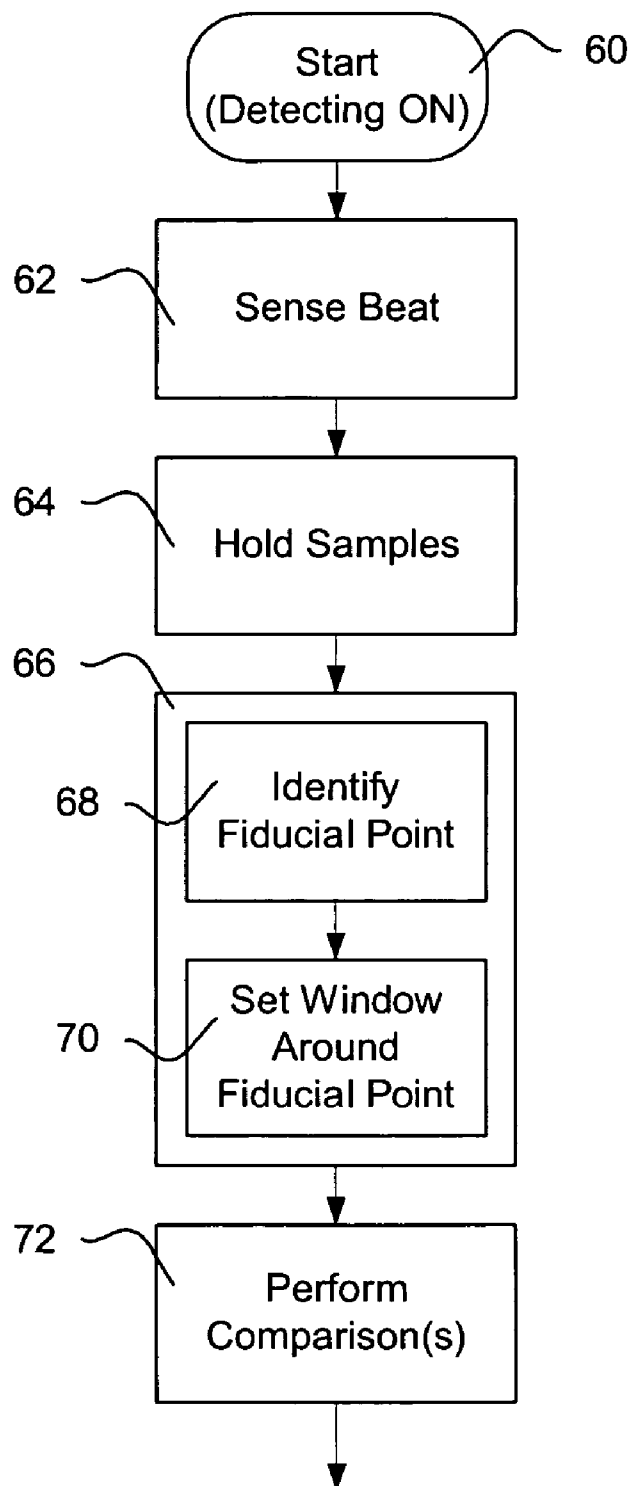 60
Start
(Detecting ON)
62
Sense Beat
64
Hold Samples
66
68
Identify
Fiducial Point
70
Set Window
Around
Fiducial Point
72
Perform
Comparison(s)